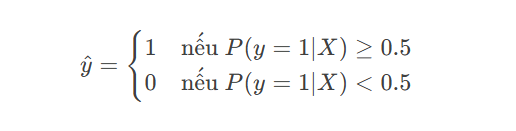 ŷ = { 1 nếu P(y = 1|X) ≥ 0.5
0 nếu P(y = 1|X) < 0.5